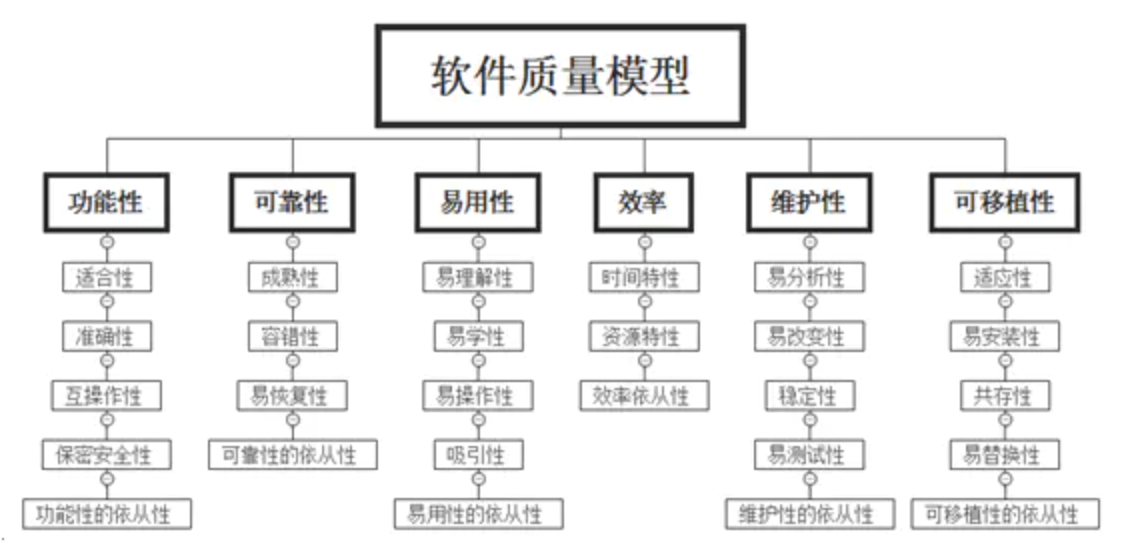 软件质量模型
功能性
可靠性
易用性
效率
维护性
可移植性
适合性
成熟性
易理解性
时间特性
易分析性
适应性
准确性
容错性
易学性
资源特性
易改变性
易安装性
互操作性
易恢复性
易操作性
效率依从性
稳定性
共存性
保密安全性
可靠性的依从性
吸引性
易测试性
易替换性
功能性的依从性
易用性的依从性
维护性的依从性
可移植性的依从性